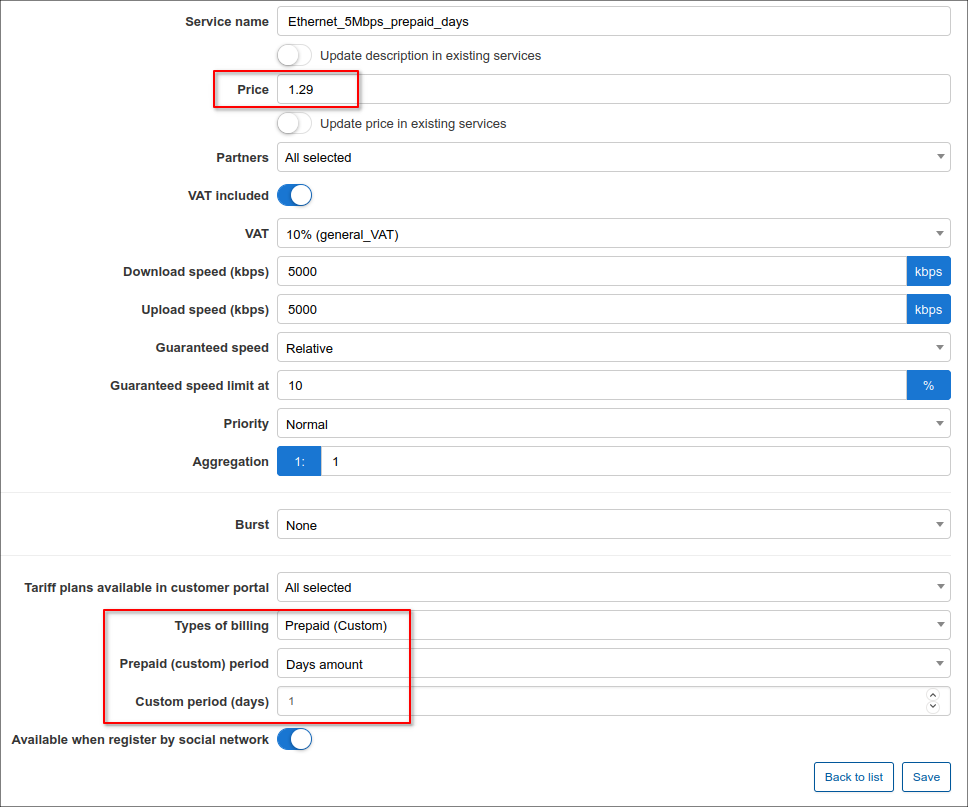 Service name Ethernet_5Mbps_prepaid_days
Update description in existing services
Price 1.29
Update price in existing services
Partners All selected
VAT included
VAT 10% (general_VAT)
Download speed (kbps) 5000 kbps
Upload speed (kbps) 5000 kbps
Guaranteed speed Relative
Guaranteed speed limit at 10 %
Priority Normal
Aggregation 1: 1
Burst None
Tariff plans available in customer portal All selected
Types of billing Prepaid (Custom)
Prepaid (custom) period Days amount
Custom period (days) 1
Available when register by social network
Back to list Save